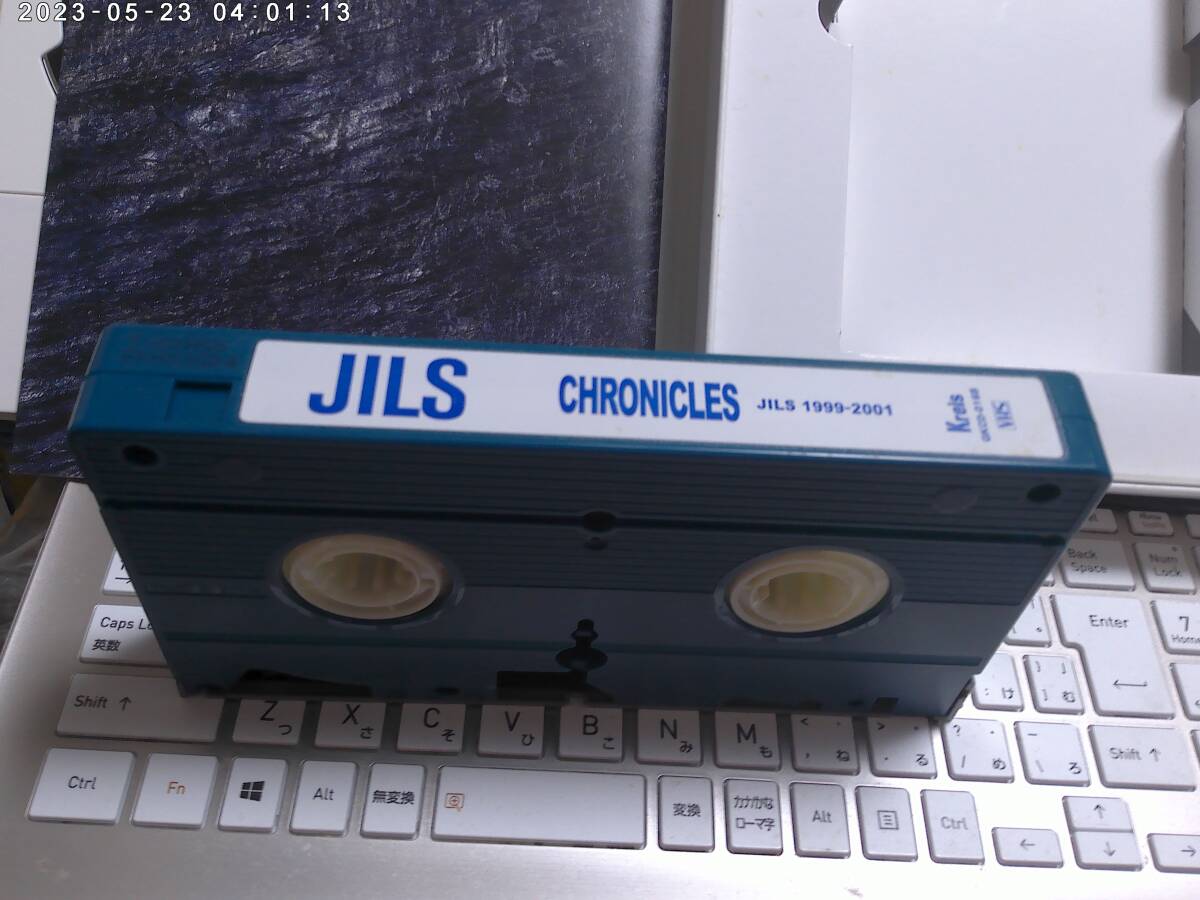 2023-05-23 04:01:13
JILS
CHRONICLES
JILS 1999-2001
Kreis
VHS
Back Space
Num Lock
Caps
英数
Enter
7
Home
Shift ↑
Z っ
X さ
C そ
V ひ
B こ
N み
M も
< , ね
> . る
? ・ / め
\ ろ
Shift ↑
Ctrl
Fn
Alt
無変換
変換
カタカナ
ローマ字
Alt
Ctrl
←
↑
↓
→